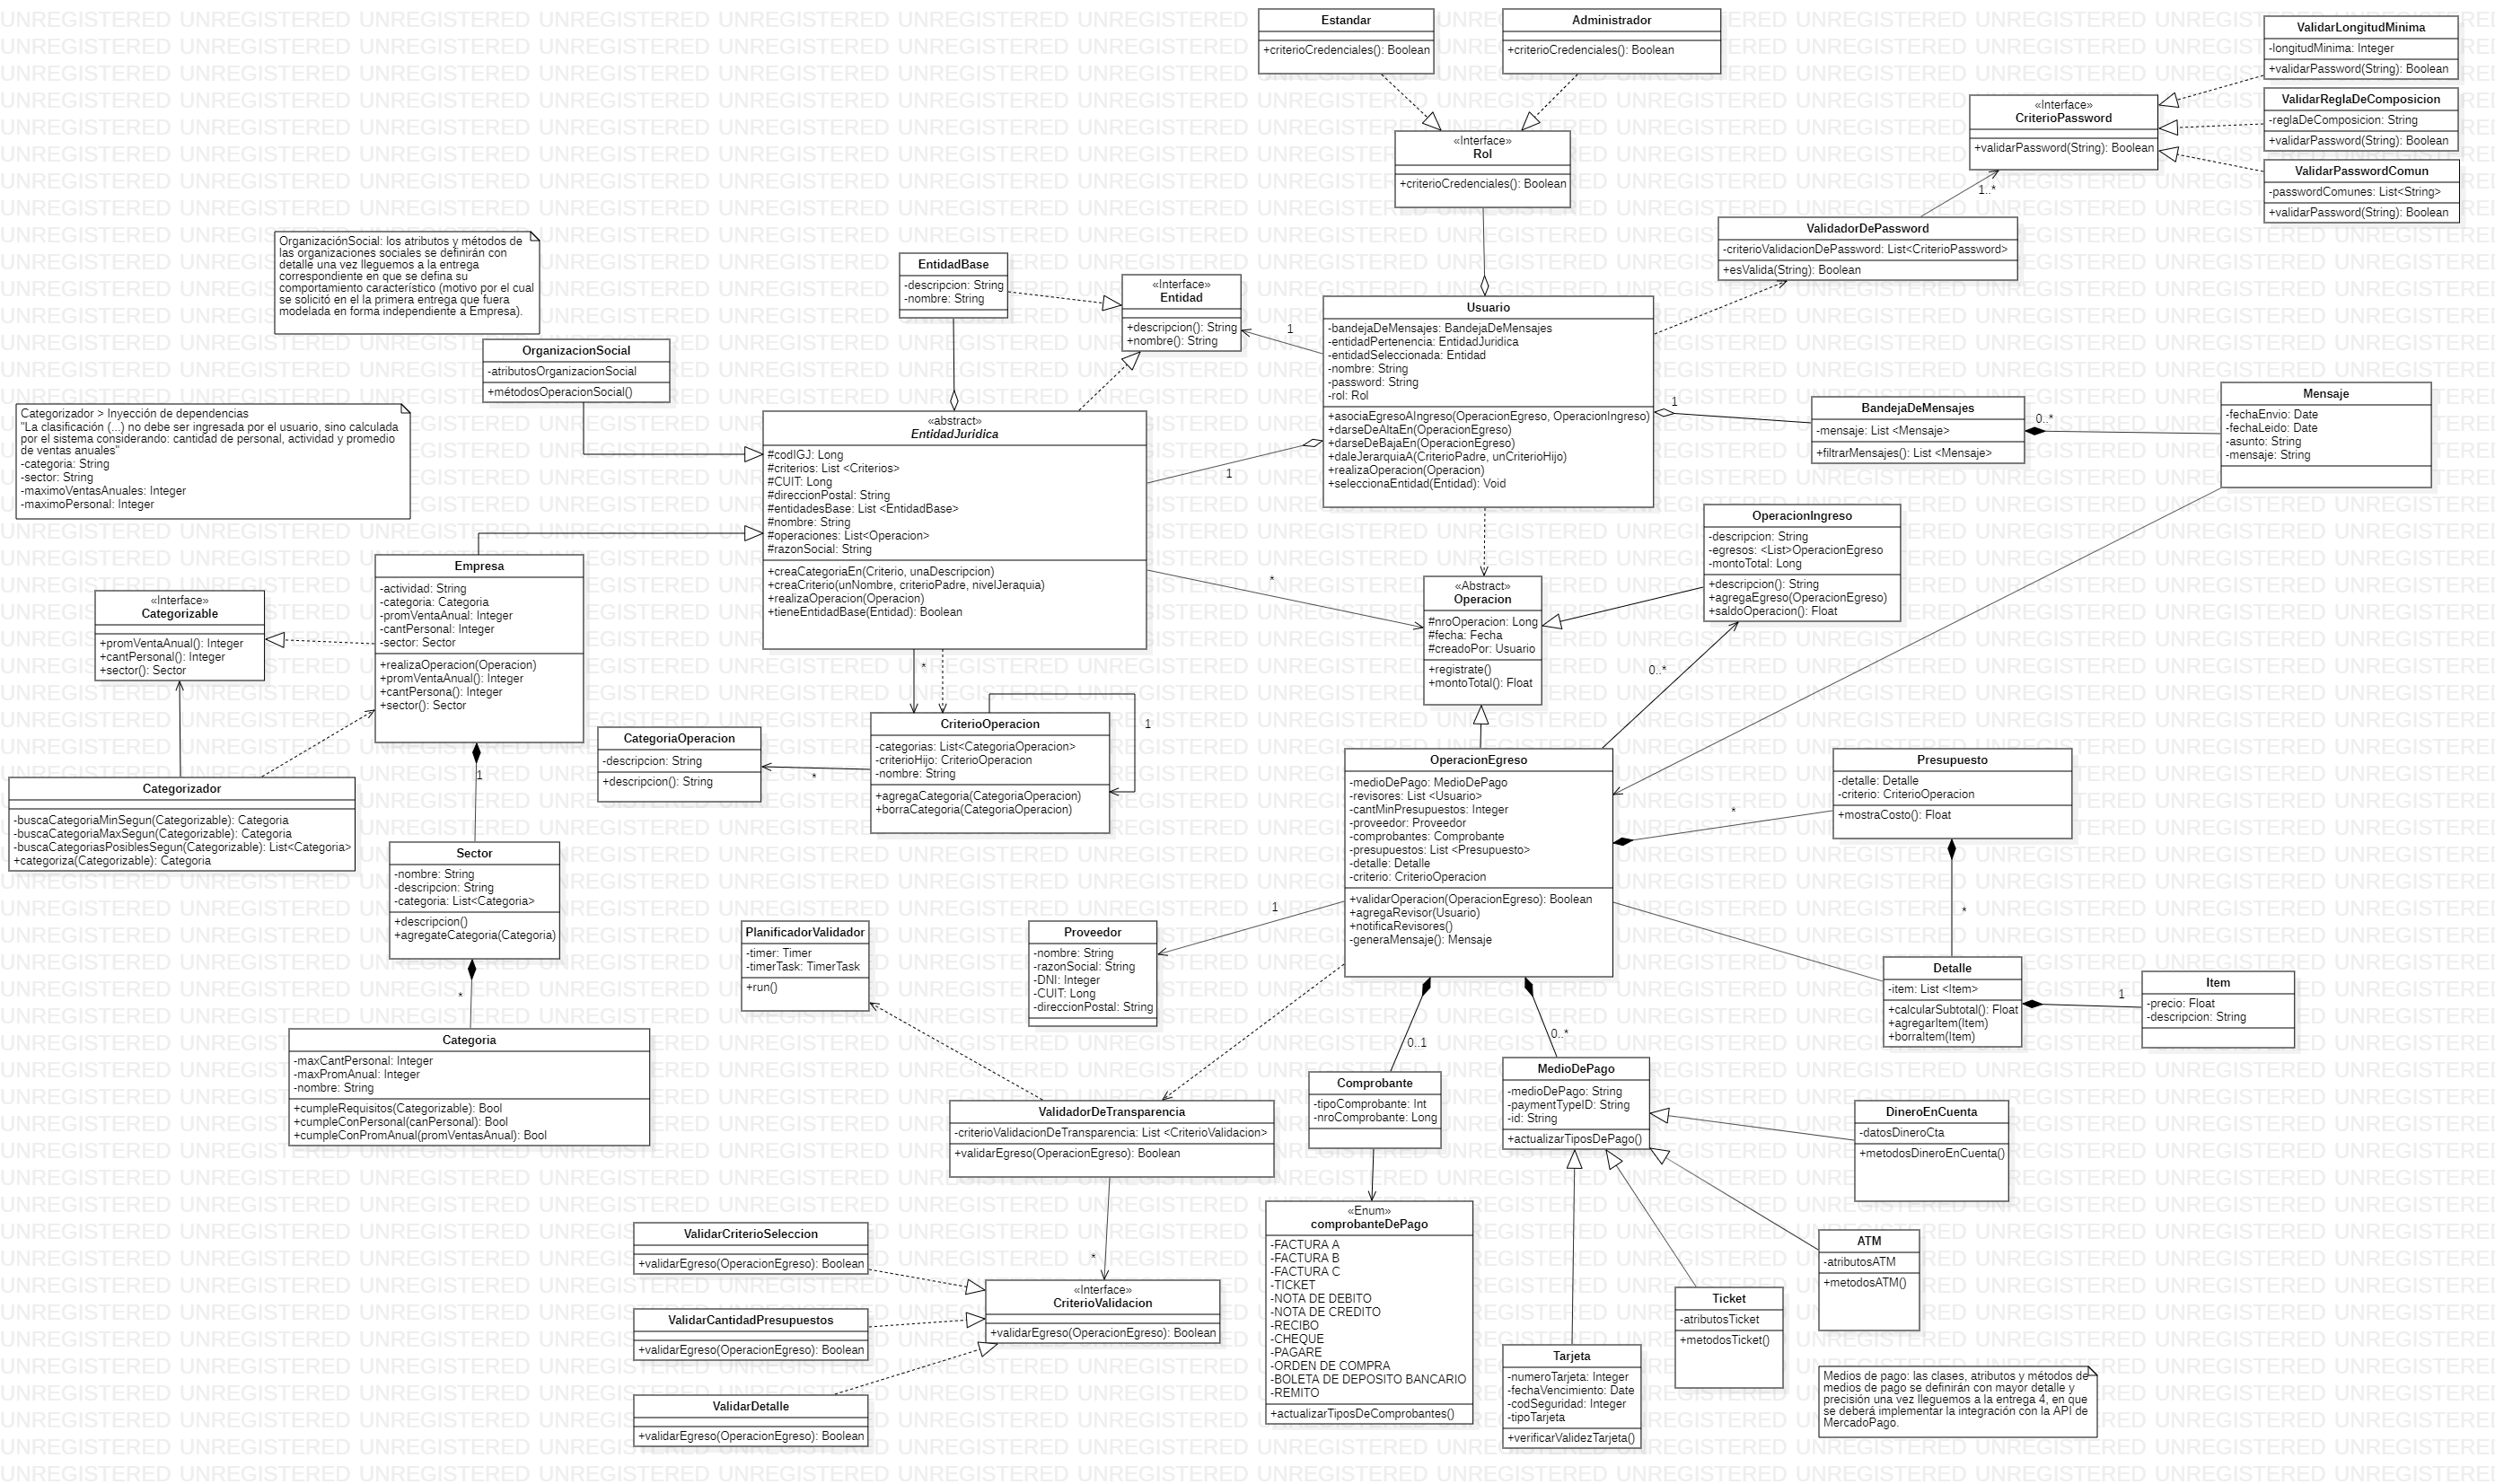 Estandar
+criterioCredenciales(): Boolean
Administrador
+criterioCredenciales(): Boolean
«Interface»
Rol
+criterioCredenciales(): Boolean
ValidarLongitudMinima
-longitudMinima: Integer
+validarPassword(String): Boolean
«Interface»
CriterioPassword
+validarPassword(String): Boolean
ValidarReglaDeComposicion
-reglaDeComposicion: String
+validarPassword(String): Boolean
ValidarPasswordComun
-passwordComunes: List<String>
+validarPassword(String): Boolean
1..*
ValidadorDePassword
-criterioValidacionDePassword: List<CriterioPassword>
+esValida(String): Boolean
OrganizaciónSocial: los atributos y métodos de
las organizaciones sociales se definirán con
detalle una vez lleguemos a la entrega
correspondiente en que se defina su
comportamiento característico (motivo por el cual
se solicitó en el la primera entrega que fuera
modelada en forma independiente a Empresa).
EntidadBase
-descripcion: String
-nombre: String
«Interface»
Entidad
+descripcion(): String
+nombre(): String
1
Usuario
-bandejaDeMensajes: BandejaDeMensajes
-entidadPertenencia: EntidadJuridica
-entidadSeleccionada: Entidad
-nombre: String
-password: String
-rol: Rol
+asociaEgresoAIngreso(OperacionEgreso, OperacionIngreso)
+darseDeAltaEn(OperacionEgreso)
+darseDeBajaEn(OperacionEgreso)
+daleJerarquiaA(CriterioPadre, unCriterioHijo)
+realizaOperacion(Operacion)
+seleccionaEntidad(Entidad): Void
1
1
BandejaDeMensajes
-mensaje: List <Mensaje>
+filtrarMensajes(): List <Mensaje>
0..*
Mensaje
-fechaEnvio: Date
-fechaLeido: Date
-asunto: String
-mensaje: String
OrganizacionSocial
-atributosOrganizacionSocial
+métodosOperacionSocial()
Categorizador > Inyección de dependencias
"La clasificación (...) no debe ser ingresada por el usuario, sino calculada
por el sistema considerando: cantidad de personal, actividad y promedio
de ventas anuales"
-categoria: String
-sector: String
-maximoVentasAnuales: Integer
-maximoPersonal: Integer
«abstract»
EntidadJuridica
#codIGJ: Long
#criterios: List <Criterios>
#CUIT: Long
#direccionPostal: String
#entidadesBase: List <EntidadBase>
#nombre: String
#operaciones: List<Operacion>
#razonSocial: String
+creaCategoriaEn(Criterio, unaDescripcion)
+creaCriterio(unNombre, criterioPadre, nivelJeraquia)
+realizaOperacion(Operacion)
+tieneEntidadBase(Entidad): Boolean
*
*
OperacionIngreso
-descripcion: String
-egresos: <List>OperacionEgreso
-montoTotal: Long
+descripcion(): String
+agregaEgreso(OperacionEgreso)
+saldoOperacion(): Float
«Abstract»
Operacion
#nroOperacion: Long
#fecha: Fecha
#creadoPor: Usuario
+registrate()
+montoTotal(): Float
0..*
Empresa
-actividad: String
-categoria: Categoria
-promVentaAnual: Integer
-cantPersonal: Integer
-sector: Sector
+realizaOperacion(Operacion)
+promVentaAnual(): Integer
+cantPersona(): Integer
+sector(): Sector
«Interface»
Categorizable
+promVentaAnual(): Integer
+cantPersonal(): Integer
+sector(): Sector
Categorizador
-buscaCategoriaMinSegun(Categorizable): Categoria
-buscaCategoriaMaxSegun(Categorizable): Categoria
-buscaCategoriasPosiblesSegun(Categorizable): List<Categoria>
+categoriza(Categorizable): Categoria
1
CategoriaOperacion
-descripcion: String
+descripcion(): String
*
CriterioOperacion
-categorias: List<CategoriaOperacion>
-criterioHijo: CriterioOperacion
-nombre: String
+agregaCategoria(CategoriaOperacion)
+borraCategoria(CategoriaOperacion)
1
OperacionEgreso
-medioDePago: MedioDePago
-revisores: List <Usuario>
-cantMinPresupuestos: Integer
-proveedor: Proveedor
-comprobantes: Comprobante
-presupuestos: List <Presupuesto>
-detalle: Detalle
-criterio: CriterioOperacion
+validarOperacion(OperacionEgreso): Boolean
+agregaRevisor(Usuario)
+notificaRevisores()
-generaMensaje(): Mensaje
*
Presupuesto
-detalle: Detalle
-criterio: CriterioOperacion
+mostraCosto(): Float
*
Sector
-nombre: String
-descripcion: String
-categoria: List<Categoria>
+descripcion()
+agregateCategoria(Categoria)
*
Categoria
-maxCantPersonal: Integer
-maxPromAnual: Integer
-nombre: String
+cumpleRequisitos(Categorizable): Bool
+cumpleConPersonal(canPersonal): Bool
+cumpleConPromAnual(promVentasAnual): Bool
PlanificadorValidador
-timer: Timer
-timerTask: TimerTask
+run()
Proveedor
-nombre: String
-razonSocial: String
-DNI: Integer
-CUIT: Long
-direccionPostal: String
1
Detalle
-item: List <Item>
+calcularSubtotal(): Float
+agregarItem(Item)
+borraItem(Item)
1
Item
-precio: Float
-descripcion: String
0..1
0..*
Comprobante
-tipoComprobante: Int
-nroComprobante: Long
MedioDePago
-medioDePago: String
-paymentTypeID: String
-id: String
+actualizarTiposDePago()
DineroEnCuenta
-datosDineroCta
+metodosDineroEnCuenta()
ValidadorDeTransparencia
-criterioValidacionDeTransparencia: List <CriterioValidacion>
+validarEgreso(OperacionEgreso): Boolean
*
«Enum»
comprobanteDePago
-FACTURA A
-FACTURA B
-FACTURA C
-TICKET
-NOTA DE DEBITO
-NOTA DE CREDITO
-RECIBO
-CHEQUE
-PAGARE
-ORDEN DE COMPRA
-BOLETA DE DEPOSITO BANCARIO
-REMITO
+actualizarTiposDeComprobantes()
ValidarCriterioSeleccion
+validarEgreso(OperacionEgreso): Boolean
ValidarCantidadPresupuestos
+validarEgreso(OperacionEgreso): Boolean
ValidarDetalle
+validarEgreso(OperacionEgreso): Boolean
«Interface»
CriterioValidacion
+validarEgreso(OperacionEgreso): Boolean
ATM
-atributosATM
+metodosATM()
Ticket
-atributosTicket
+metodosTicket()
Tarjeta
-numeroTarjeta: Integer
-fechaVencimiento: Date
-codSeguridad: Integer
-tipoTarjeta
+verificarValidezTarjeta()
Medios de pago: las clases, atributos y métodos de
medios de pago se definirán con mayor detalle y
precisión una vez lleguemos a la entrega 4, en que
se deberá implementar la integración con la API de
MercadoPago.
UNREGISTERED